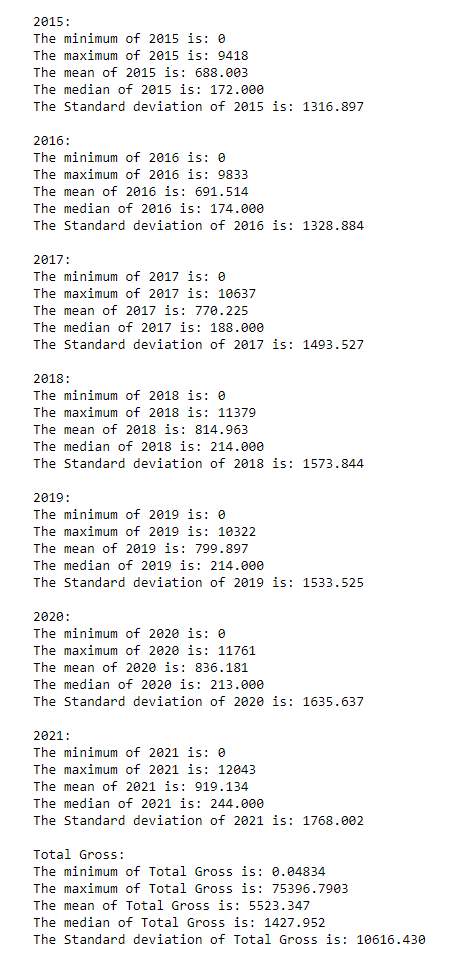 2015:
The minimum of 2015 is: 0
The maximum of 2015 is: 9418
The mean of 2015 is: 688.003
The median of 2015 is: 172.000
The Standard deviation of 2015 is: 1316.897
2016:
The minimum of 2016 is: 0
The maximum of 2016 is: 9833
The mean of 2016 is: 691.514
The median of 2016 is: 174.000
The Standard deviation of 2016 is: 1328.884
2017:
The minimum of 2017 is: 0
The maximum of 2017 is: 10637
The mean of 2017 is: 770.225
The median of 2017 is: 188.000
The Standard deviation of 2017 is: 1493.527
2018:
The minimum of 2018 is: 0
The maximum of 2018 is: 11379
The mean of 2018 is: 814.963
The median of 2018 is: 214.000
The Standard deviation of 2018 is: 1573.844
2019:
The minimum of 2019 is: 0
The maximum of 2019 is: 10322
The mean of 2019 is: 799.897
The median of 2019 is: 214.000
The Standard deviation of 2019 is: 1533.525
2020:
The minimum of 2020 is: 0
The maximum of 2020 is: 11761
The mean of 2020 is: 836.181
The median of 2020 is: 213.000
The Standard deviation of 2020 is: 1635.637
2021:
The minimum of 2021 is: 0
The maximum of 2021 is: 12043
The mean of 2021 is: 919.134
The median of 2021 is: 244.000
The Standard deviation of 2021 is: 1768.002
Total Gross:
The minimum of Total Gross is: 0.04834
The maximum of Total Gross is: 75396.7903
The mean of Total Gross is: 5523.347
The median of Total Gross is: 1427.952
The Standard deviation of Total Gross is: 10616.430